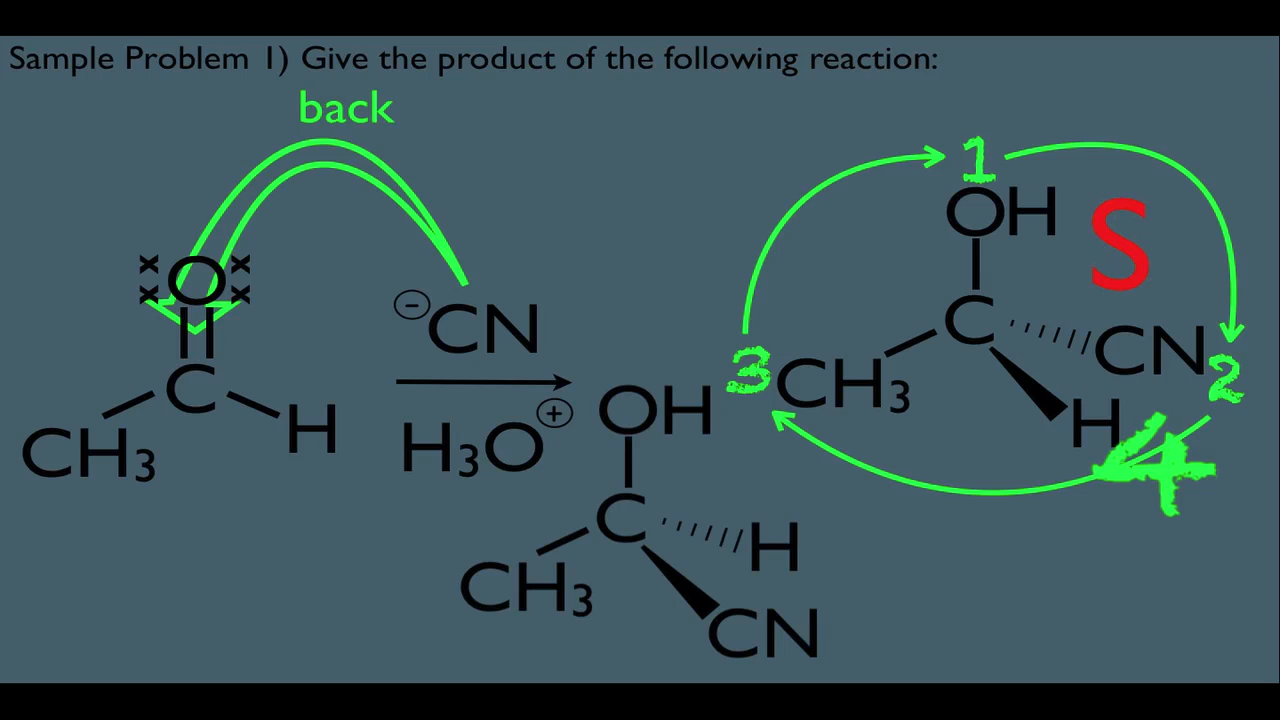 Sample Problem 1) Give the product of the following reaction:
back
1
OH
S
O
⊖CN
C
CN
3
CH₃
2
C
H
CH₃
H₃O⊕
OH
H
4
C
H
CH₃
CN